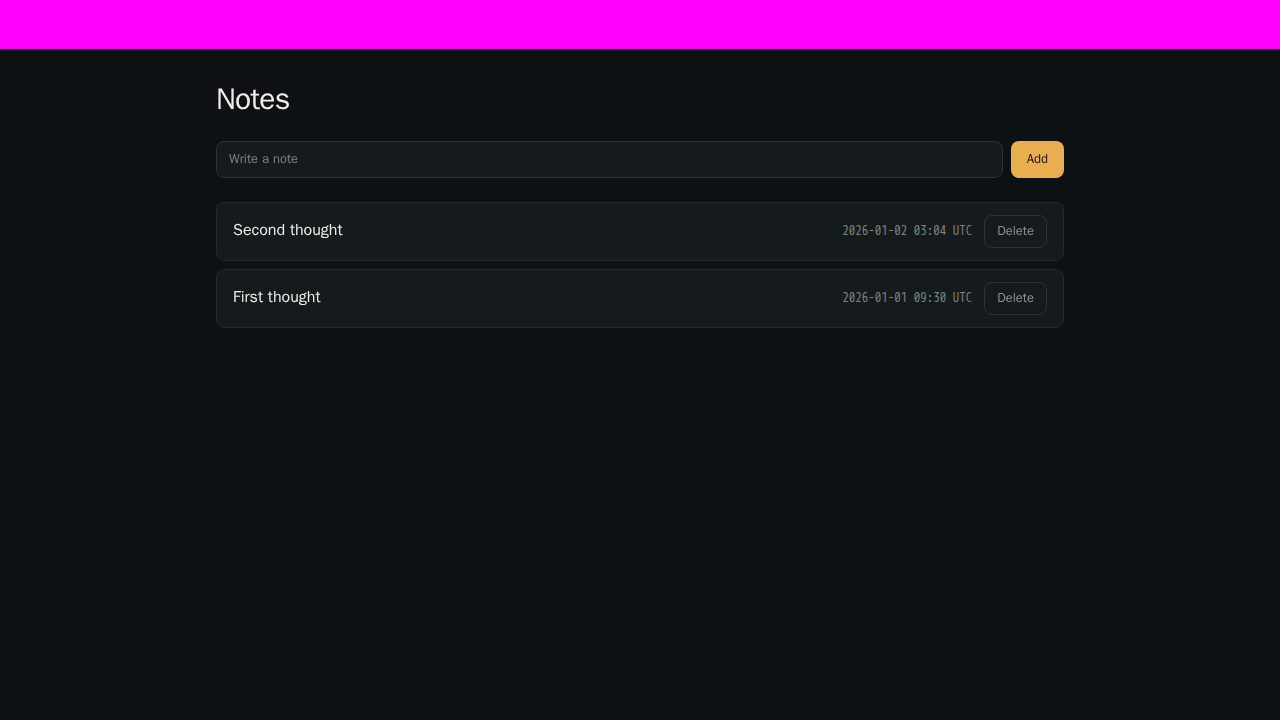 Notes
Write a note
Add
Second thought
2026-01-02 03:04 UTC
Delete
First thought
2026-01-01 09:30 UTC
Delete